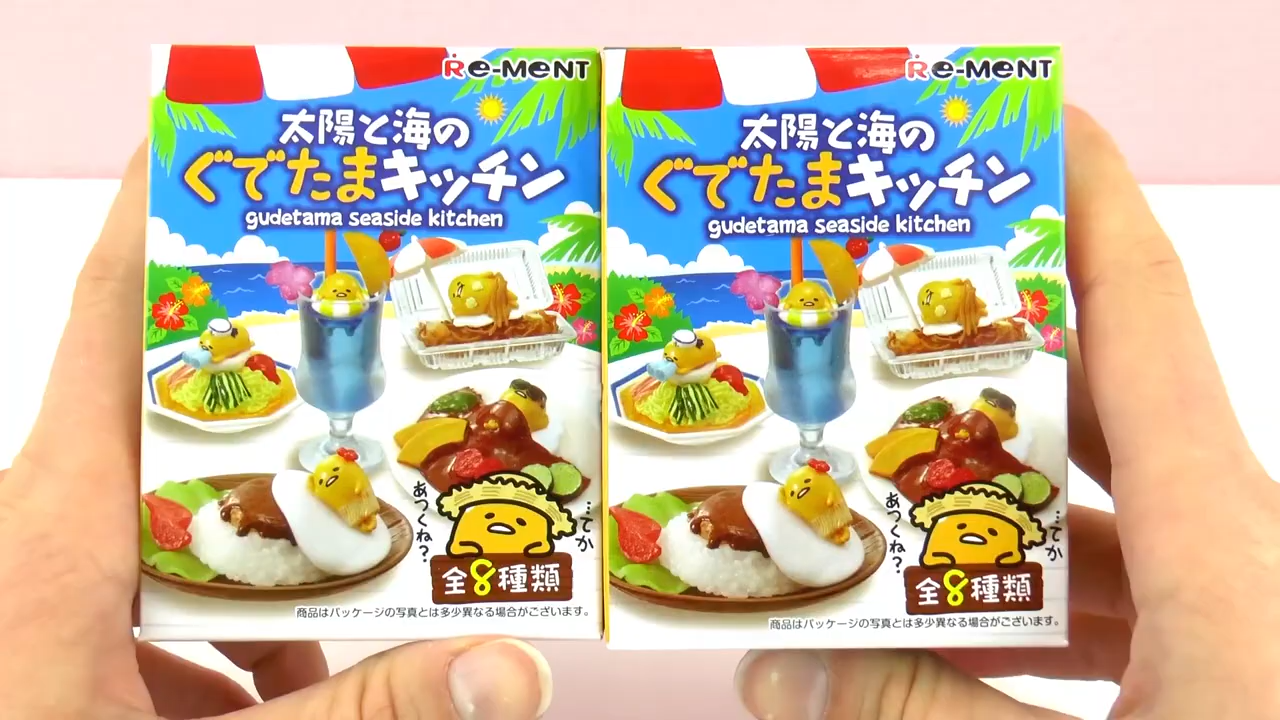 Re-MeNT
太陽と海の
ぐでたまキッチン
gudetama seaside kitchen
…てか
あつくね?
全8種類
商品はパッケージの写真とは多少異なる場合がございます。
Re-MeNT
太陽と海の
ぐでたまキッチン
gudetama seaside kitchen
…てか
あつくね?
全8種類
商品はパッケージの写真とは多少異なる場合がございます。